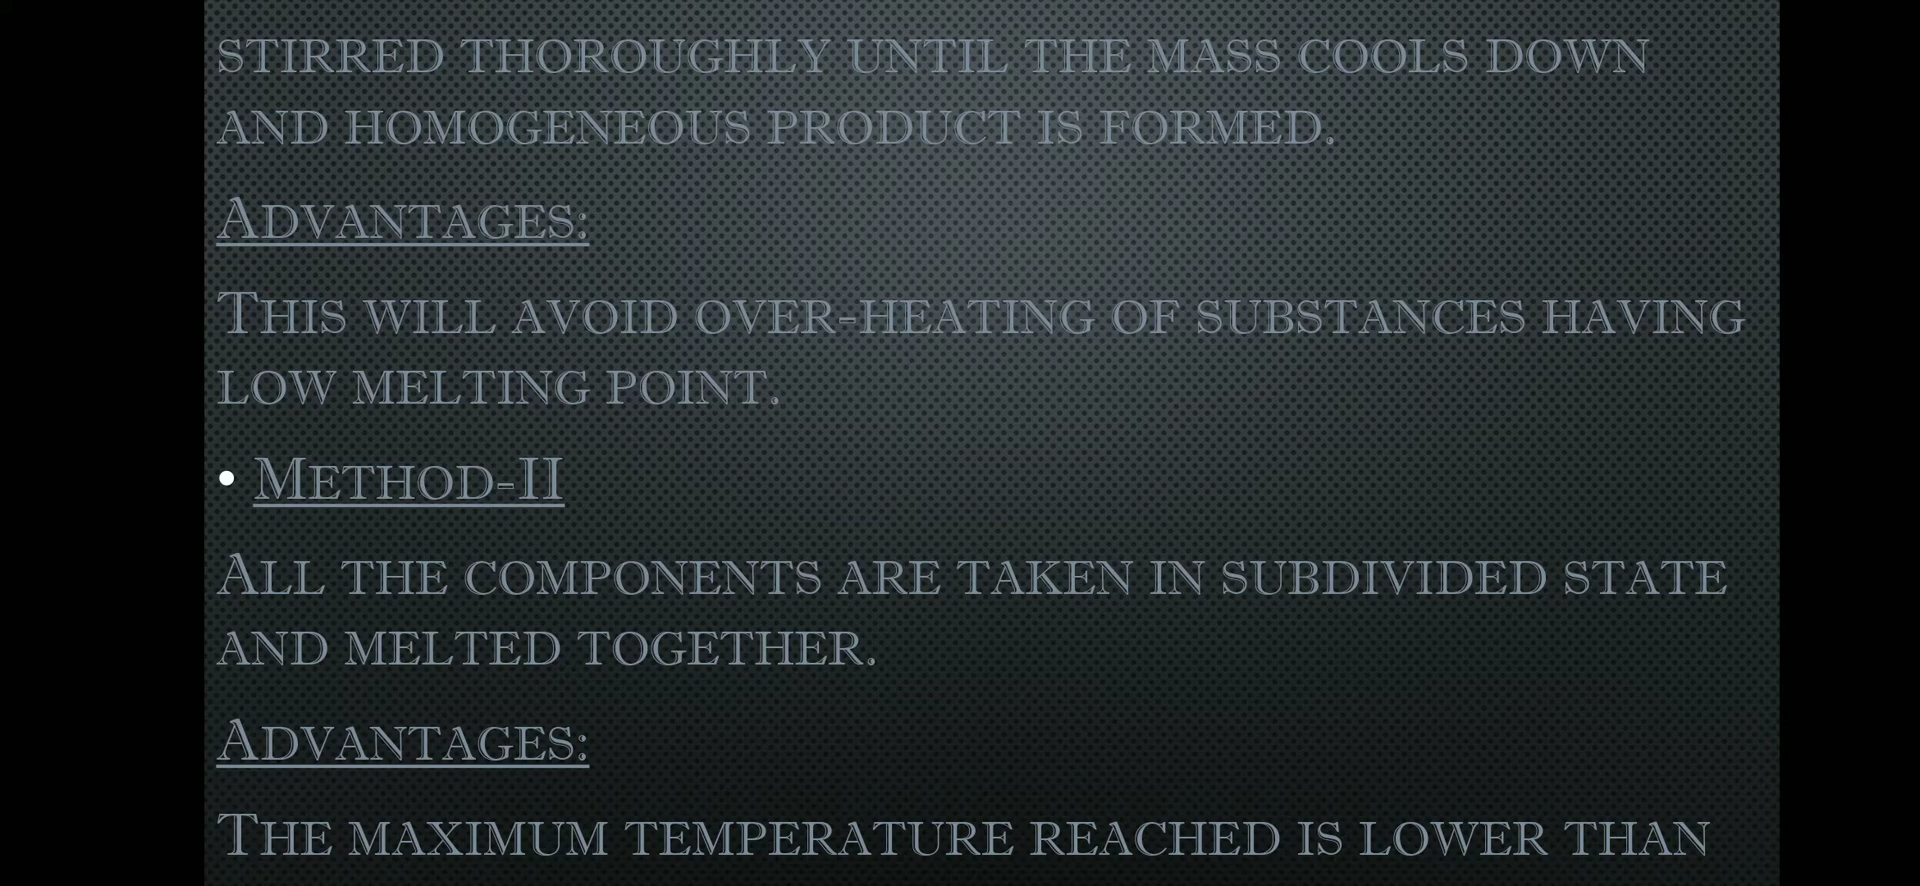 STIRRED THOROUGHLY UNTIL THE MASS COOLS DOWN
AND HOMOGENEOUS PRODUCT IS FORMED.
ADVANTAGES:
THIS WILL AVOID OVER-HEATING OF SUBSTANCES HAVING
LOW MELTING POINT.
• METHOD-II
ALL THE COMPONENTS ARE TAKEN IN SUBDIVIDED STATE
AND MELTED TOGETHER.
ADVANTAGES:
THE MAXIMUM TEMPERATURE REACHED IS LOWER THAN